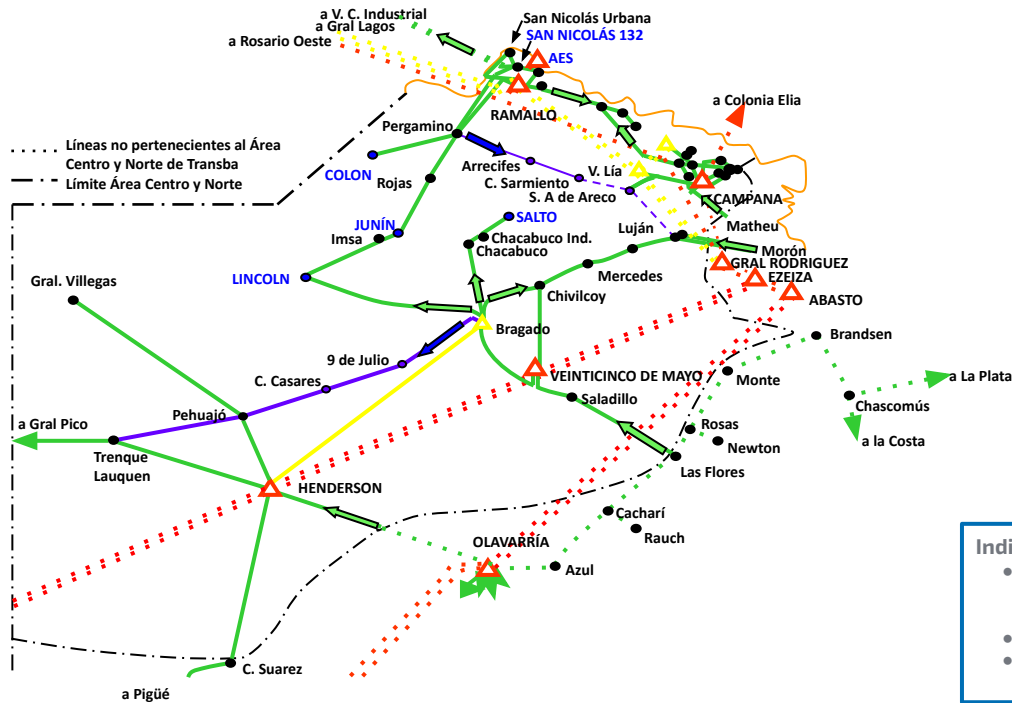 a V. C. Industrial
a Gral Lagos
a Rosario Oeste
San Nicolás Urbana
SAN NICOLÁS 132
AES
a Colonia Elia
RAMALLO
Líneas no pertenecientes al Área
Centro y Norte de Transba
Límite Área Centro y Norte
Pergamino
COLON
Rojas
Arrecifes
C. Sarmiento
V. Lía
S. A de Areco
CAMPANA
Matheu
JUNÍN
Imsa
SALTO
Chacabuco Ind.
Chacabuco
Luján
Morón
Mercedes
GRAL RODRIGUEZ
EZEIZA
ABASTO
LINCOLN
Gral. Villegas
Chivilcoy
Bragado
Brandsen
9 de Julio
C. Casares
VEINTICINCO DE MAYO
Monte
a La Plata
Saladillo
Chascomús
Pehuajó
a Gral Pico
Trenque
Lauquen
Rosas
Newton
a la Costa
Las Flores
HENDERSON
Cacharí
Rauch
OLAVARRÍA
Azul
Indi
C. Suarez
a Pigüé